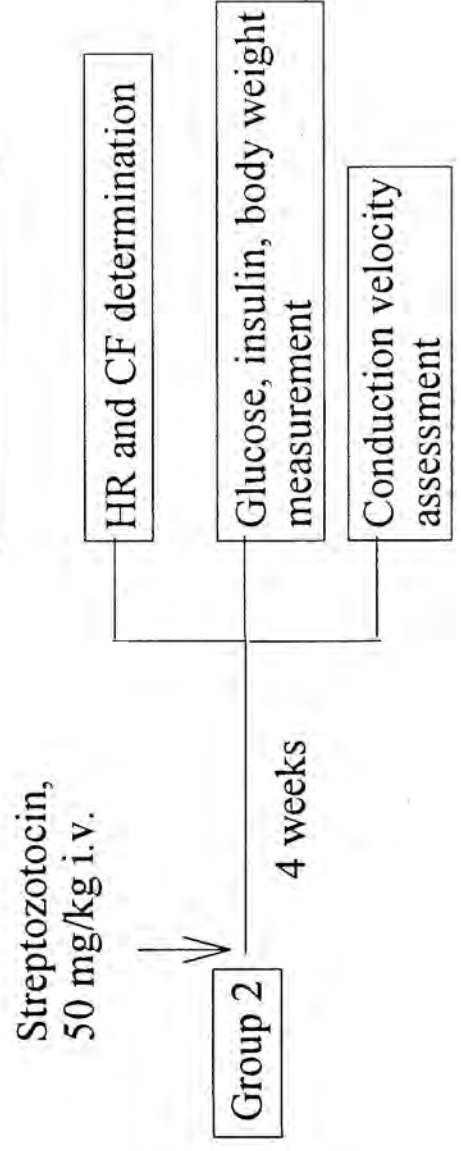 Streptozotocin,
50 mg/kg i.v.
Group 2
4 weeks
HR and CF determination
Glucose, insulin, body weight
measurement
Conduction velocity
assessment